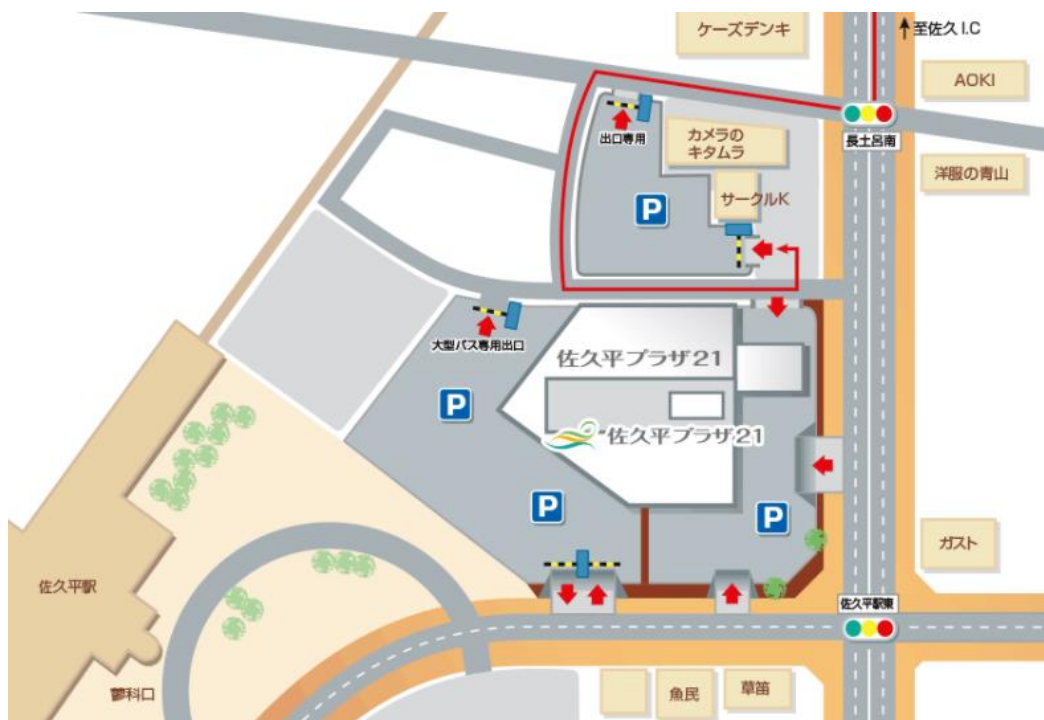 ケーズデンキ
至佐久 I.C
AOKI
長土呂南
洋服の青山
出口専用
カメラの
キタムラ
サークルK
P
大型バス専用出口
佐久平プラザ21
P
佐久平プラザ21
P
P
ガスト
佐久平駅
佐久平駅東
蓼科口
魚民
草笛